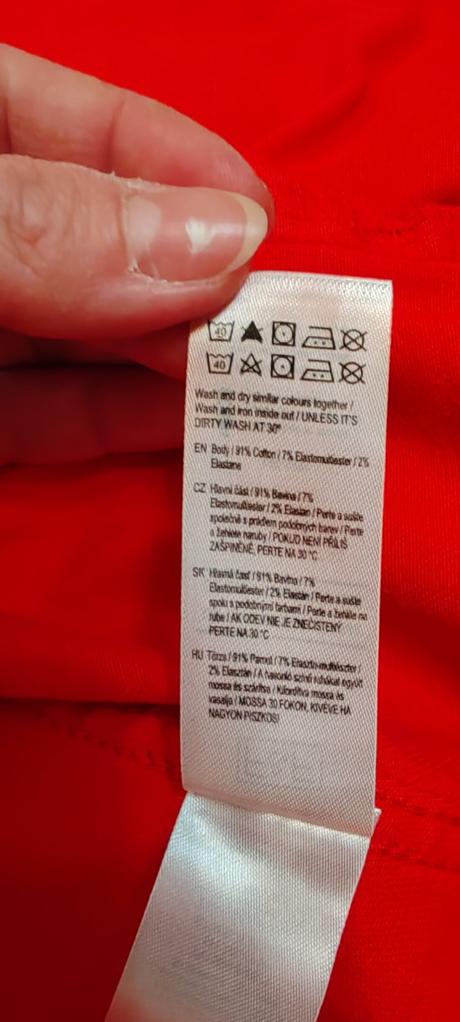 40
40
Wash and dry similar colours together /
Wash and iron inside out / UNLESS IT'S
DIRTY WASH AT 30°
EN Body / 91% Cotton / 7% Elastomultiester / 2%
Elastane
CZ Hlavní část / 91% Bavlna / 7%
Elastomultiester / 2% Elastan / Perte a sušte
společně s prádlem podobných barev / Perte
a žehlete naruby / POKUD NENÍ PŘÍLIŠ
ZAŠPINĚNÉ, PERTE NA 30 °C
SK Hlavná časť / 91% Bavlna / 7%
Elastomultiester / 2% Elastan / Perte a sušte
spolu s podobnými farbami / Perte a žehlite na
rube / AK ODEV NIE JE ZNEČISTENÝ
PERTE NA 30 °C
HU Törzs / 91% Pamut / 7% Elaszto-multiészter /
2% Elasztán / A hasonló színű ruhákat együtt
mossa és szárítsa / Kifordítva mossa és
vasalja / MOSSA 30 FOKON, KIVÉVE HA
NAGYON PISZKOS!